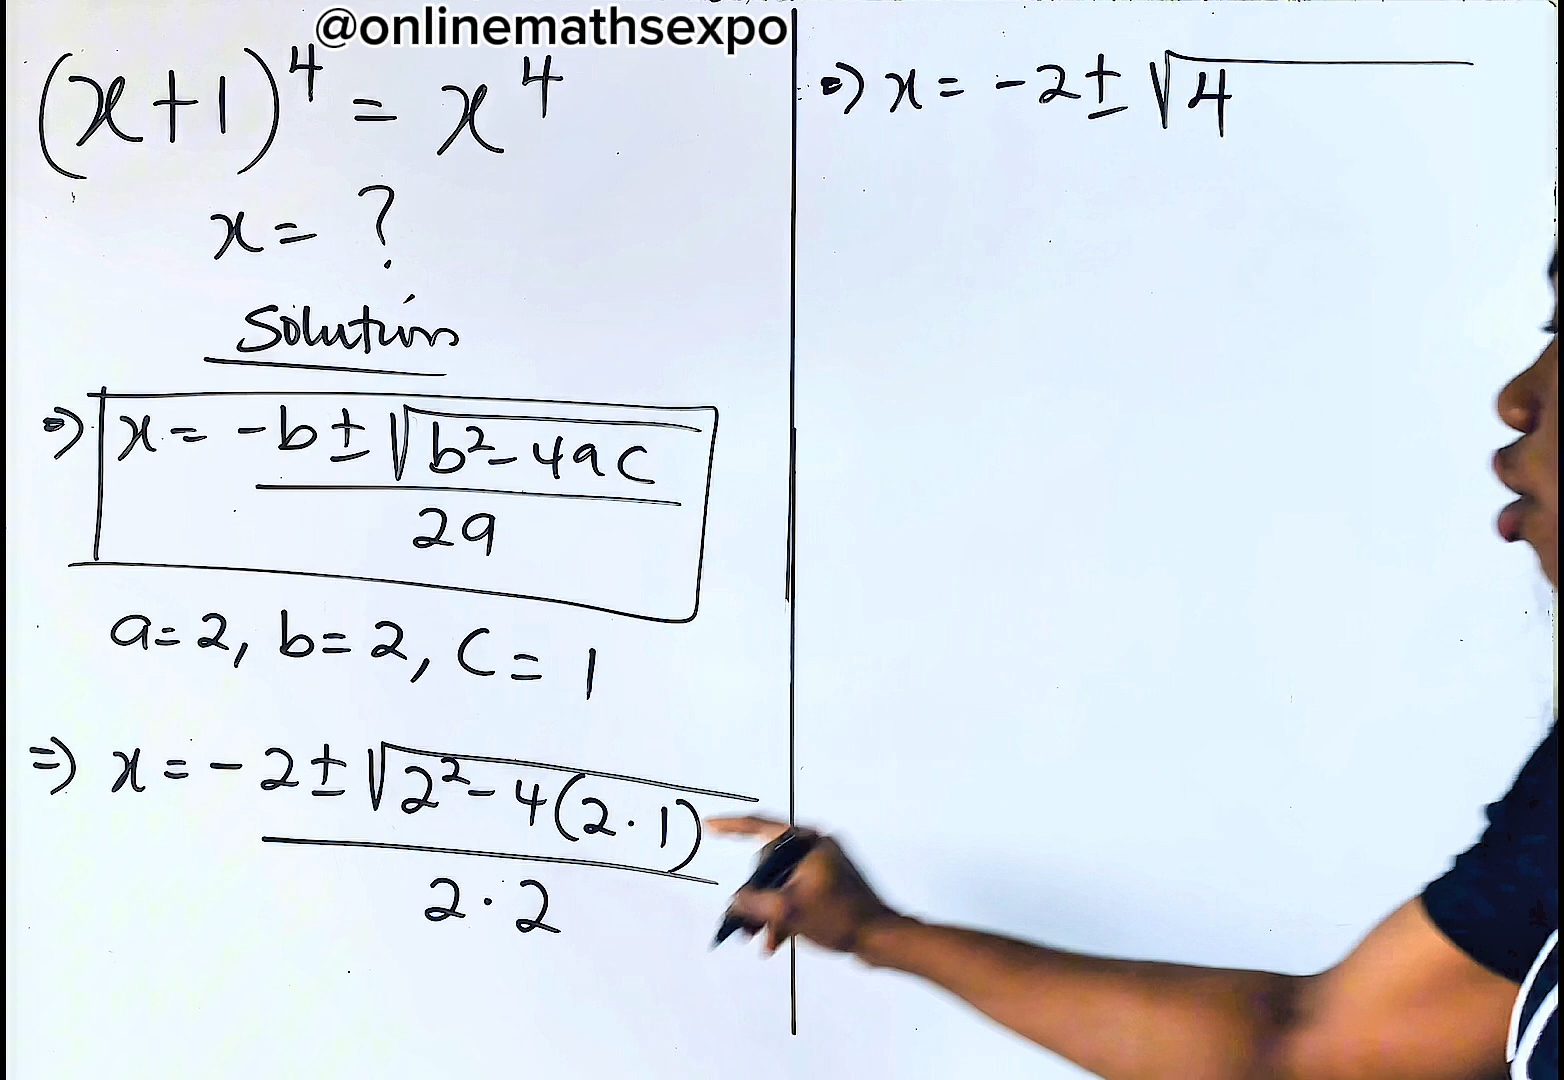 @onlinemathsexpo
(x+1)⁴ = x⁴
x = ?
Solution
⇒ x = -b ± √b² - 4ac
2a
a = 2, b = 2, c = 1
⇒ x = -2 ± √2² - 4(2·1)
2·2
⇒ x = -2 ± √4